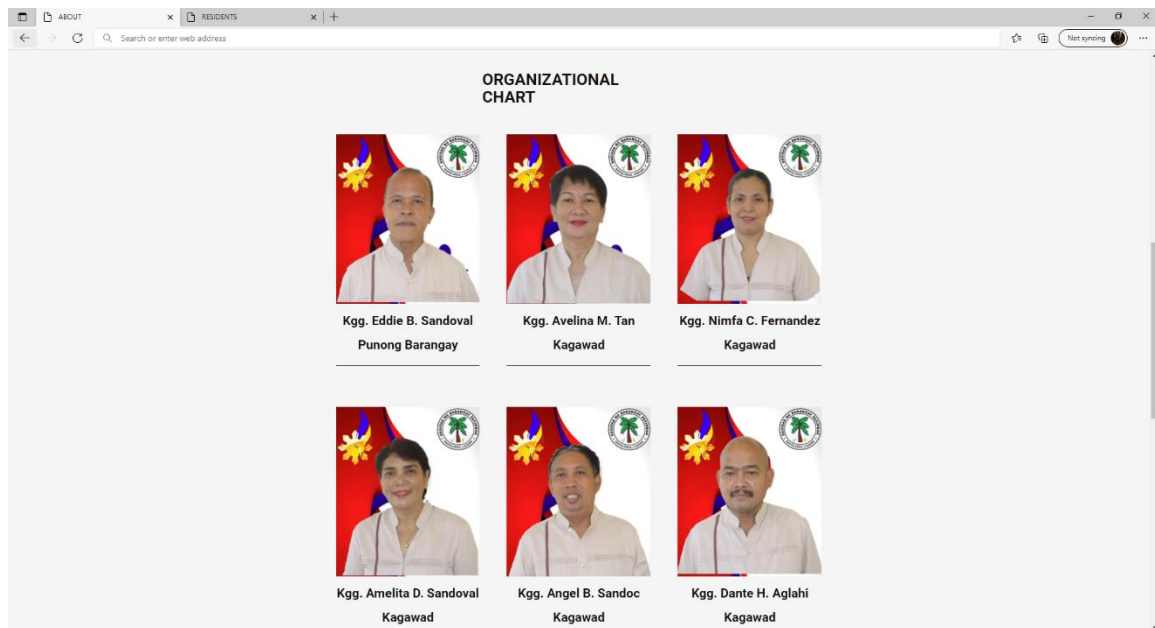 ABOUT
RESIDENTS
Search or enter web address
Not syncing
ORGANIZATIONAL
CHART
Kgg. Eddie B. Sandoval
Punong Barangay
Kgg. Avelina M. Tan
Kagawad
Kgg. Nimfa C. Fernandez
Kagawad
Kgg. Amelita D. Sandoval
Kagawad
Kgg. Angel B. Sandoc
Kagawad
Kgg. Dante H. Aglahi
Kagawad